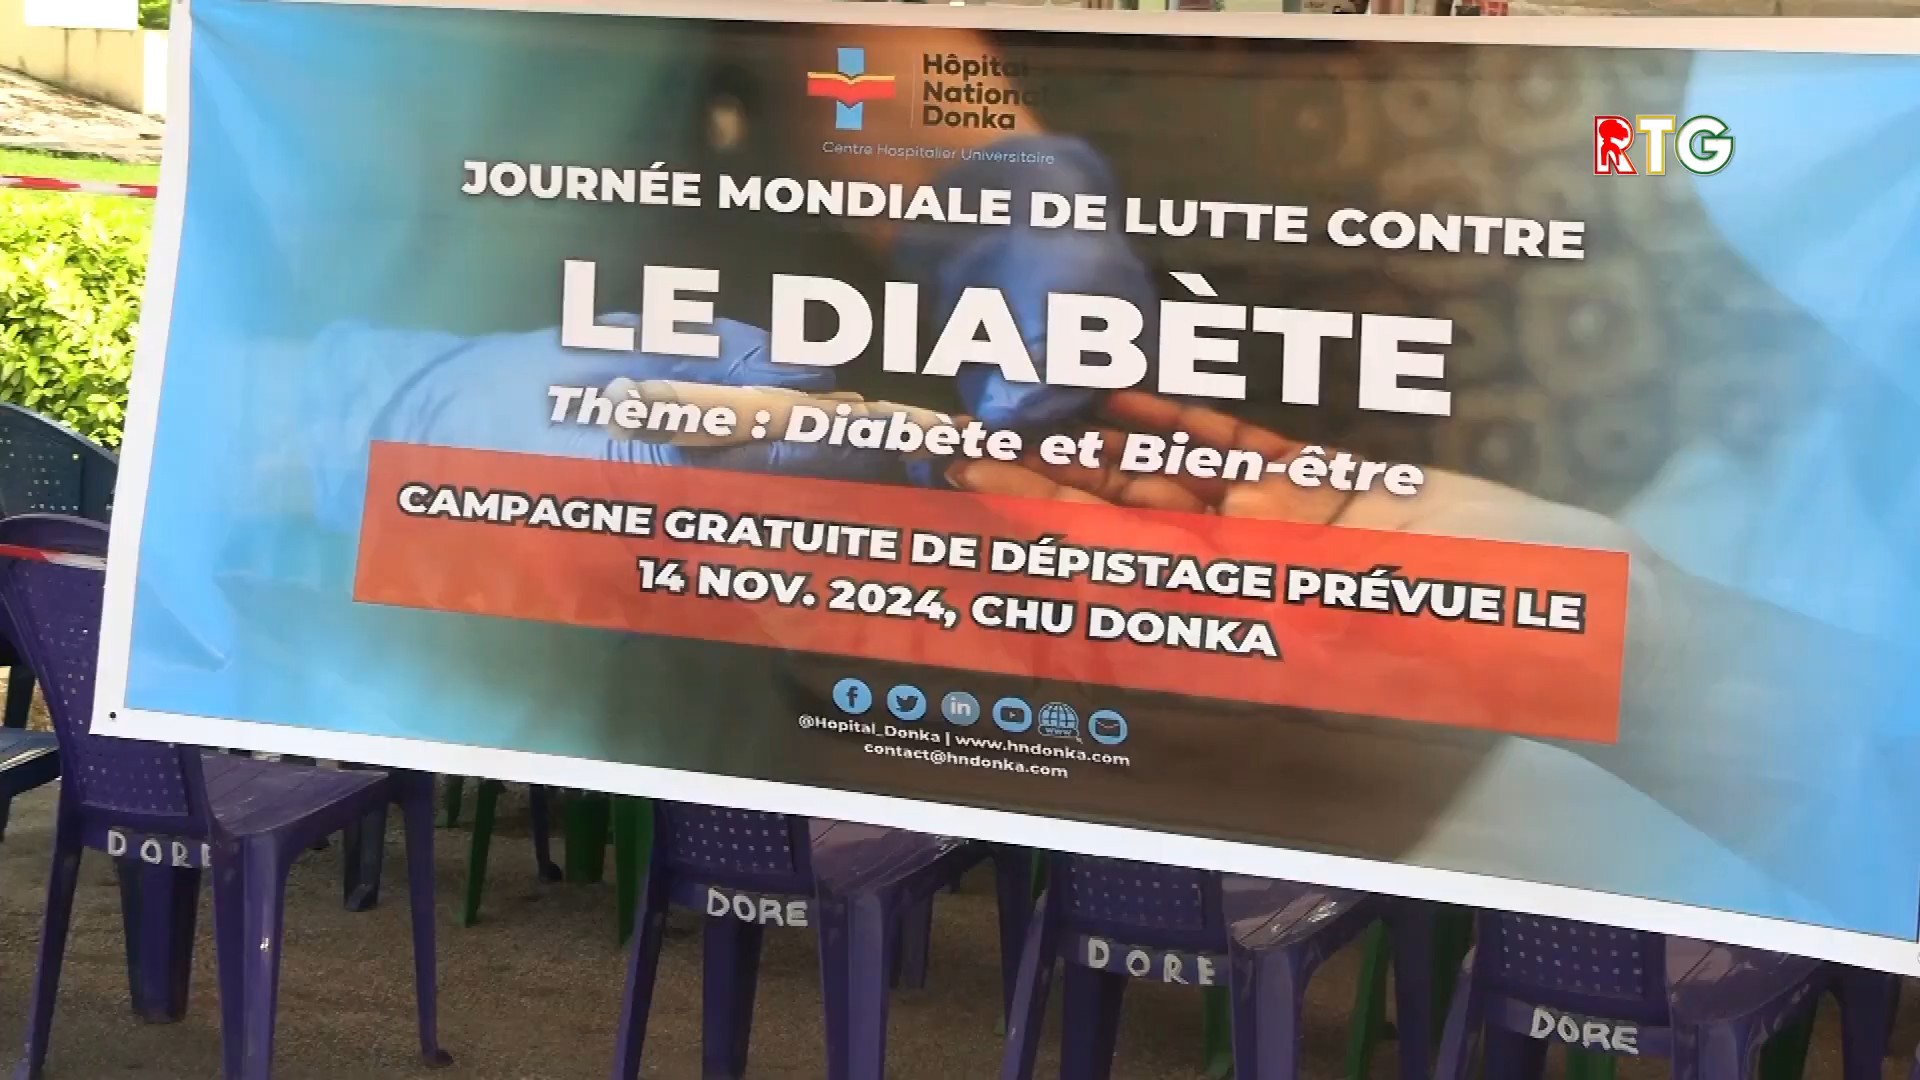 Hôpital
National
Donka
Centre Hospitalier Universitaire
RTG
JOURNÉE MONDIALE DE LUTTE CONTRE
LE DIABÈTE
Thème : Diabète et Bien-être
CAMPAGNE GRATUITE DE DÉPISTAGE PRÉVUE LE
14 NOV. 2024, CHU DONKA
@Hopital_Donka | www.hndonka.com
contact@hndonka.com
DORE
DORE
DORE
DORE